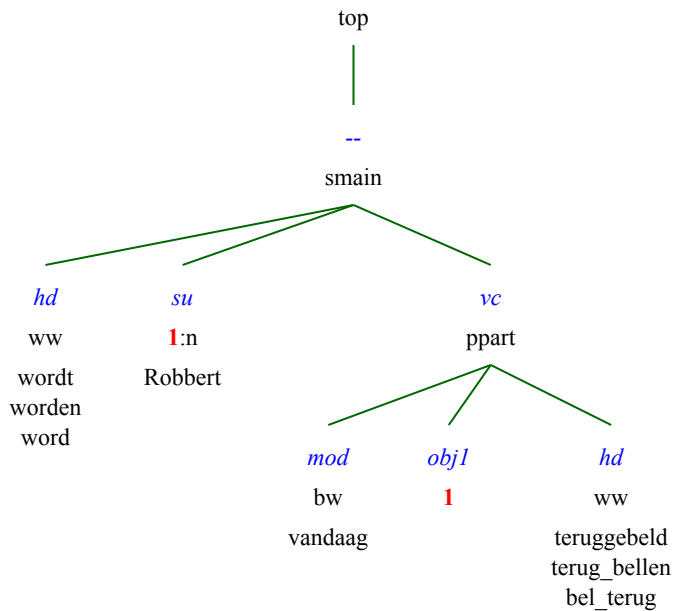 top
--
smain
hd su vc
ww 1:n ppart
wordt Robbert
worden
word
mod obj1 hd
bw 1 ww
vandaag teruggebeld
terug_bellen
bel_terug